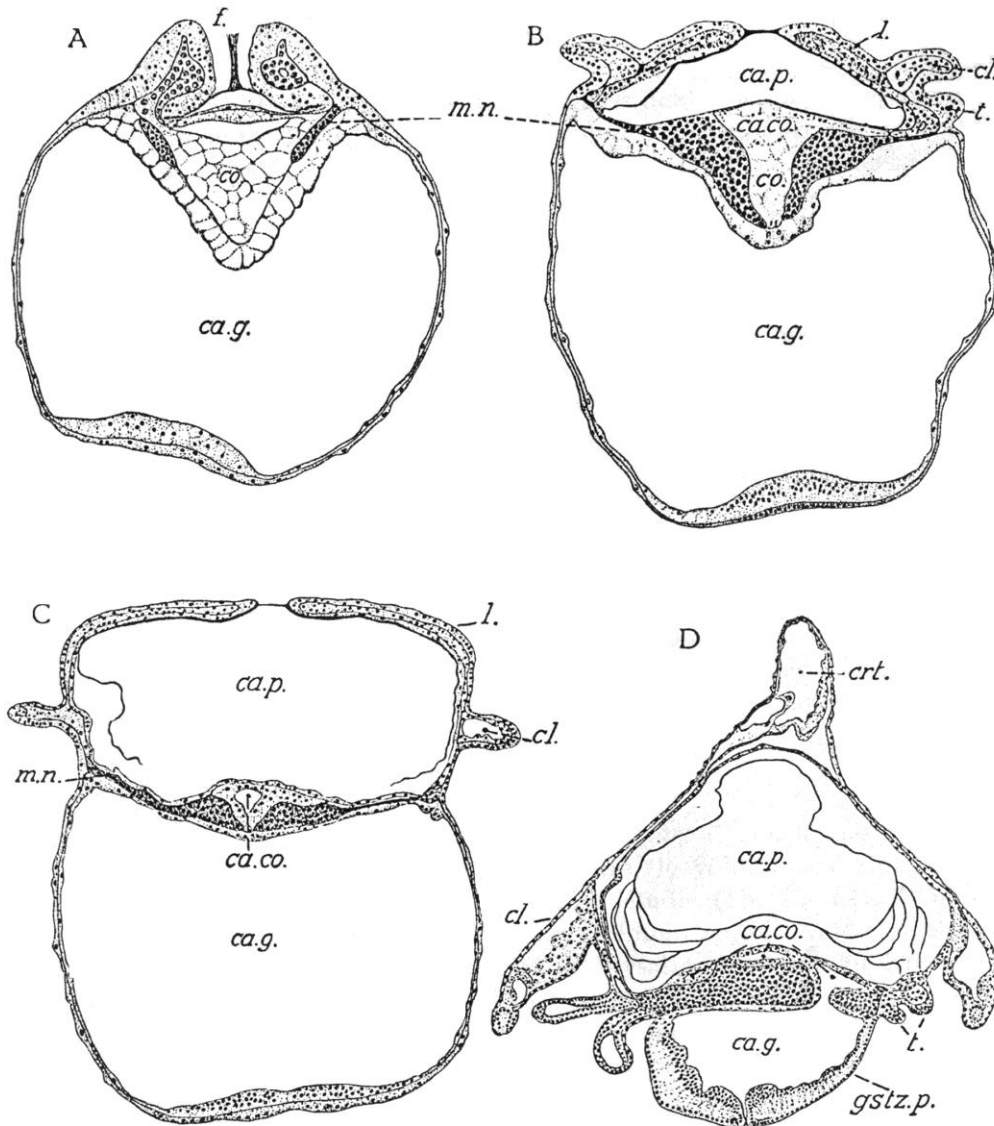 A
f.
m.n.
co.
ca.g.
B
l.
cl.
t.
ca.p.
ca.co.
co.
ca.g.
C
l.
ca.p.
cl.
m.n.
ca.co.
ca.g.
D
crt.
ca.p.
cl.
ca.co.
t.
ca.g.
gstz.p.